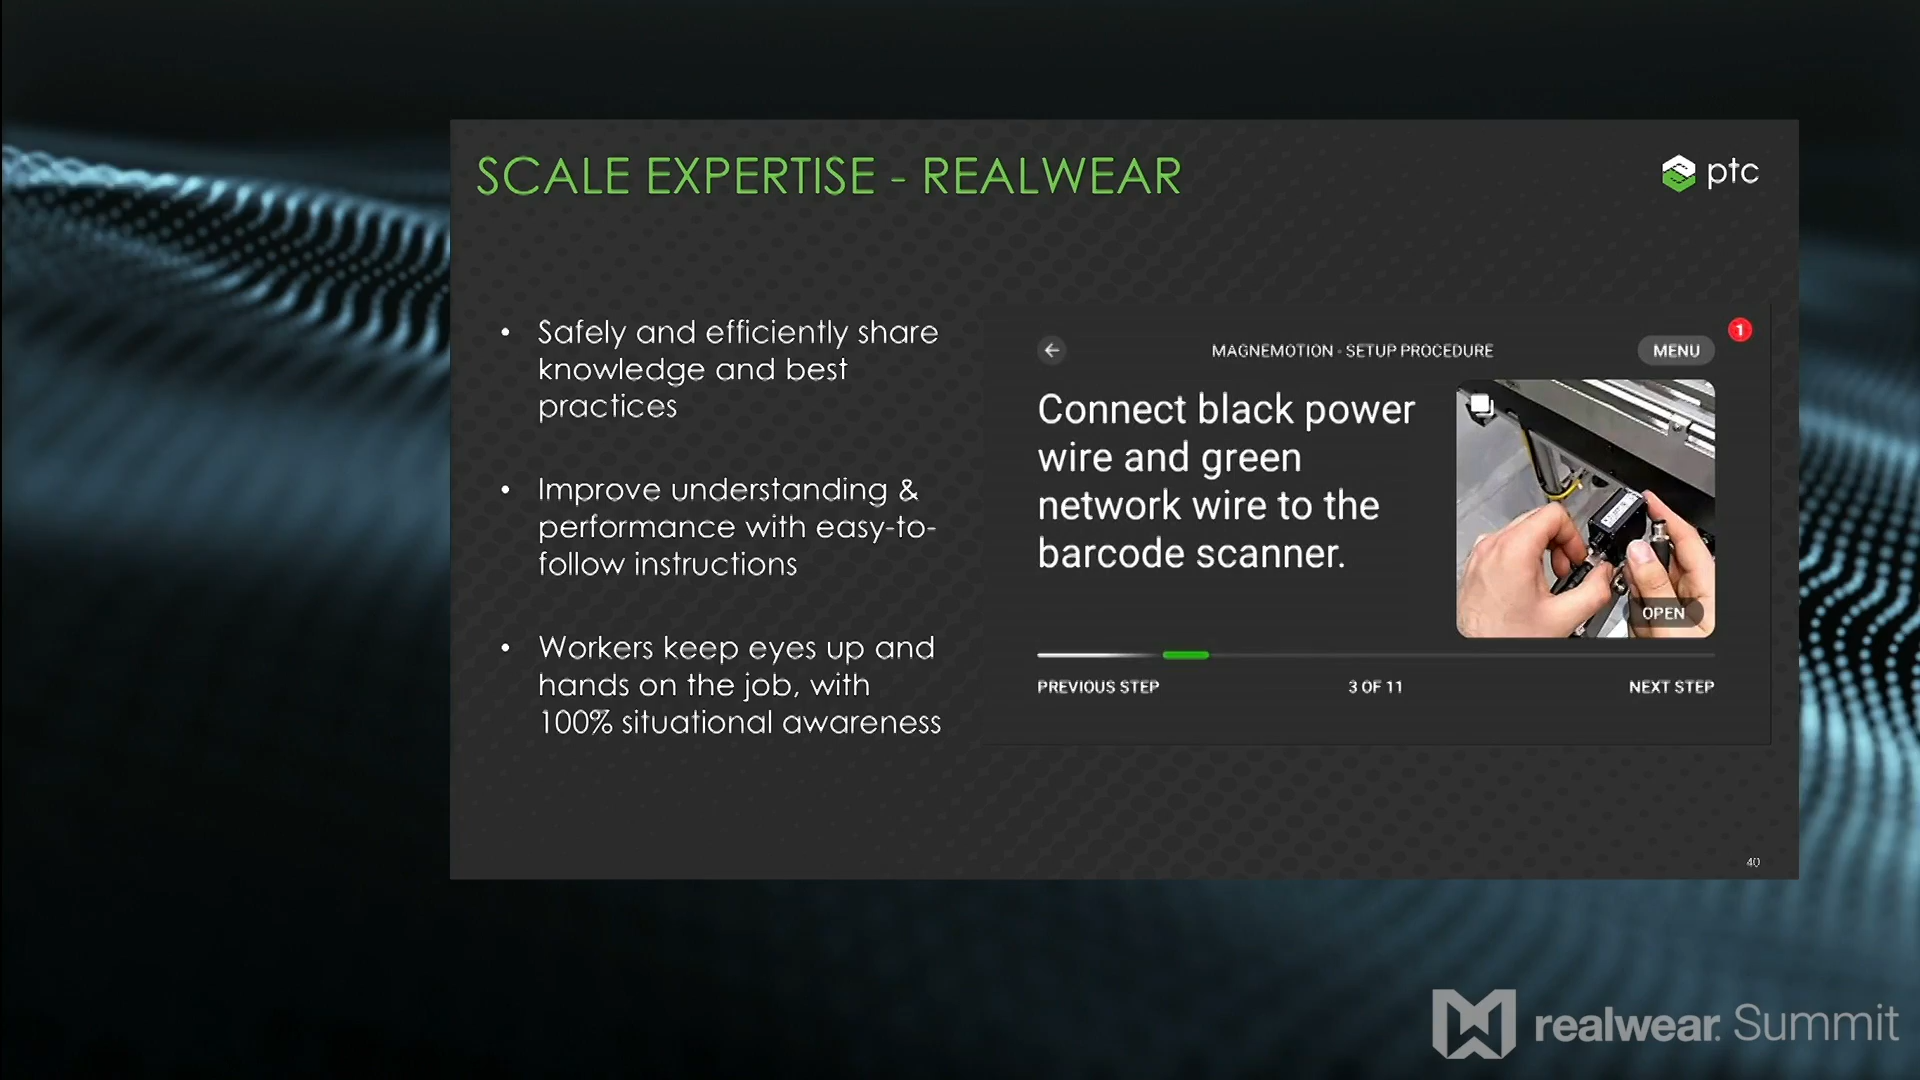 SCALE EXPERTISE - REALWEAR
ptc
• Safely and efficiently share
knowledge and best
practices
• Improve understanding &
performance with easy-to-
follow instructions
• Workers keep eyes up and
hands on the job, with
100% situational awareness
1
MAGNEMOTION - SETUP PROCEDURE
MENU
Connect black power
wire and green
network wire to the
barcode scanner.
OPEN
PREVIOUS STEP
3 OF 11
NEXT STEP
40
realwear. Summit